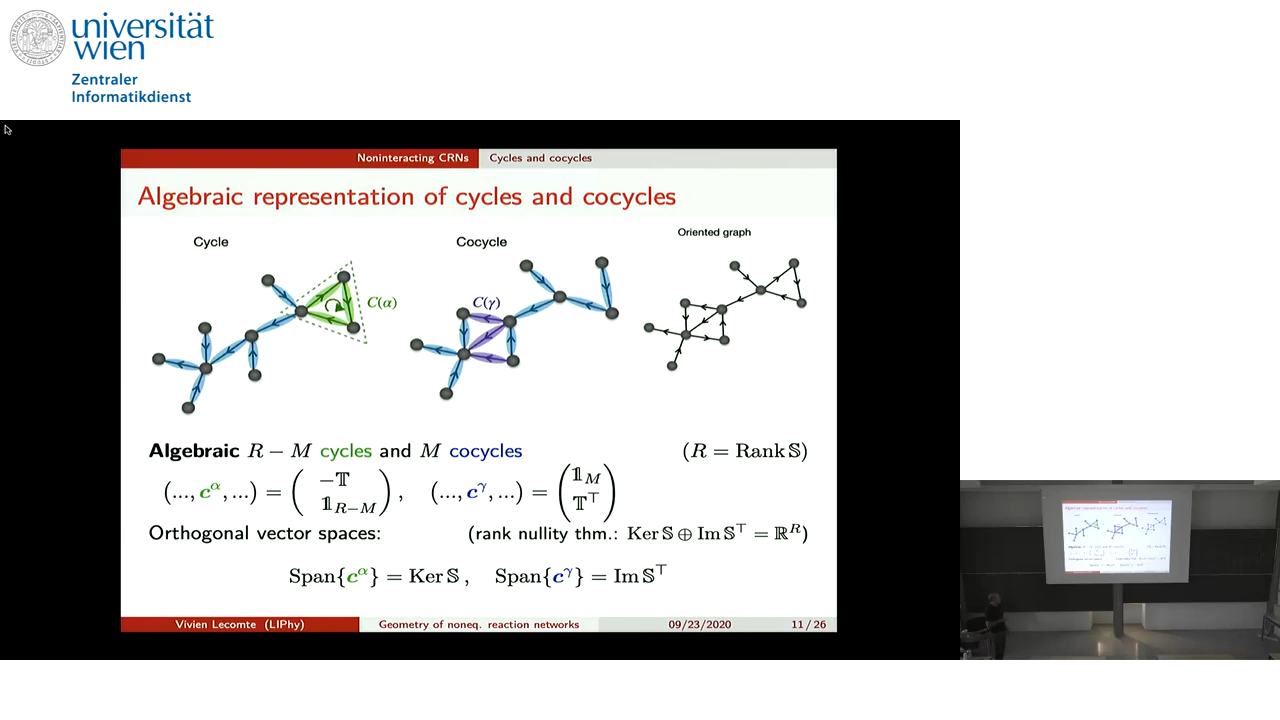 universität
wien
Zentraler
Informatikdienst
Noninteracting CRNs Cycles and cocycles
Algebraic representation of cycles and cocycles
Cycle
Cocycle
Oriented graph
C(α)
C(γ)
Algebraic R − M cycles and M cocycles (R = Rank 𝕊)
(..., c^α, ...) = ( −𝕋 𝟙_{R−M} ) , (..., c^γ, ...) = ( 𝟙_M 𝕋^⊤ )
Orthogonal vector spaces: (rank nullity thm.: Ker 𝕊 ⊕ Im 𝕊^⊤ = ℝ^R)
Span{c^α} = Ker 𝕊 , Span{c^γ} = Im 𝕊^⊤
Vivien Lecomte (LIPhy) Geometry of noneq. reaction networks 09/23/2020 11 / 26